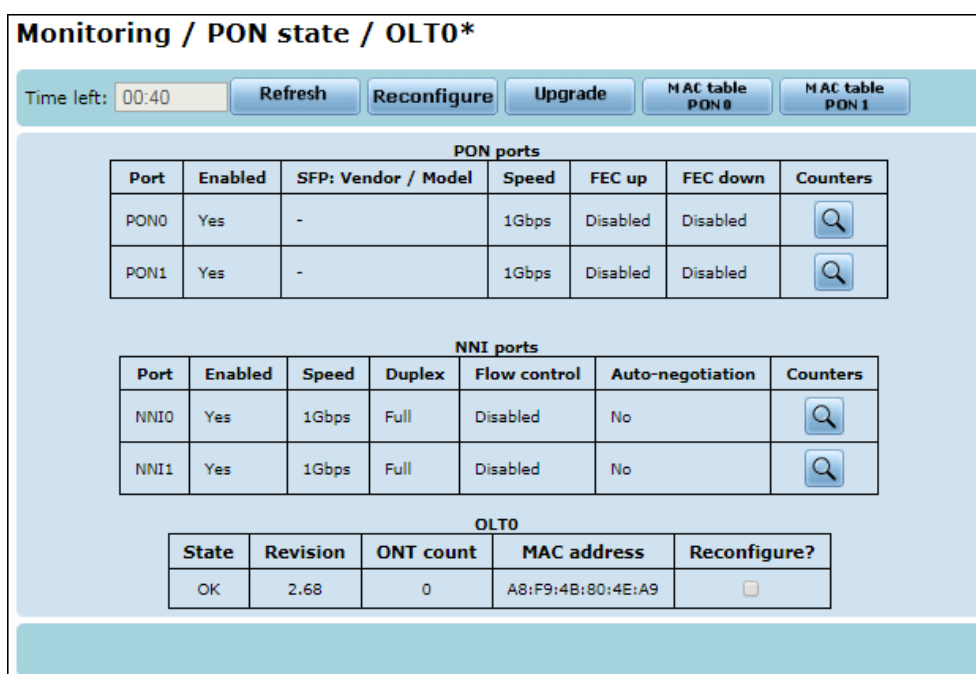 Monitoring / PON state / OLT0*
Time left: 00:40 Refresh Reconfigure Upgrade MAC table PON 0 MAC table PON 1
PON ports
Port Enabled SFP: Vendor / Model Speed FEC up FEC down Counters
PON0 Yes - 1Gbps Disabled Disabled
PON1 Yes - 1Gbps Disabled Disabled
NNI ports
Port Enabled Speed Duplex Flow control Auto-negotiation Counters
NNI0 Yes 1Gbps Full Disabled No
NNI1 Yes 1Gbps Full Disabled No
OLT0
State Revision ONT count MAC address Reconfigure?
OK 2.68 0 A8:F9:4B:80:4E:A9